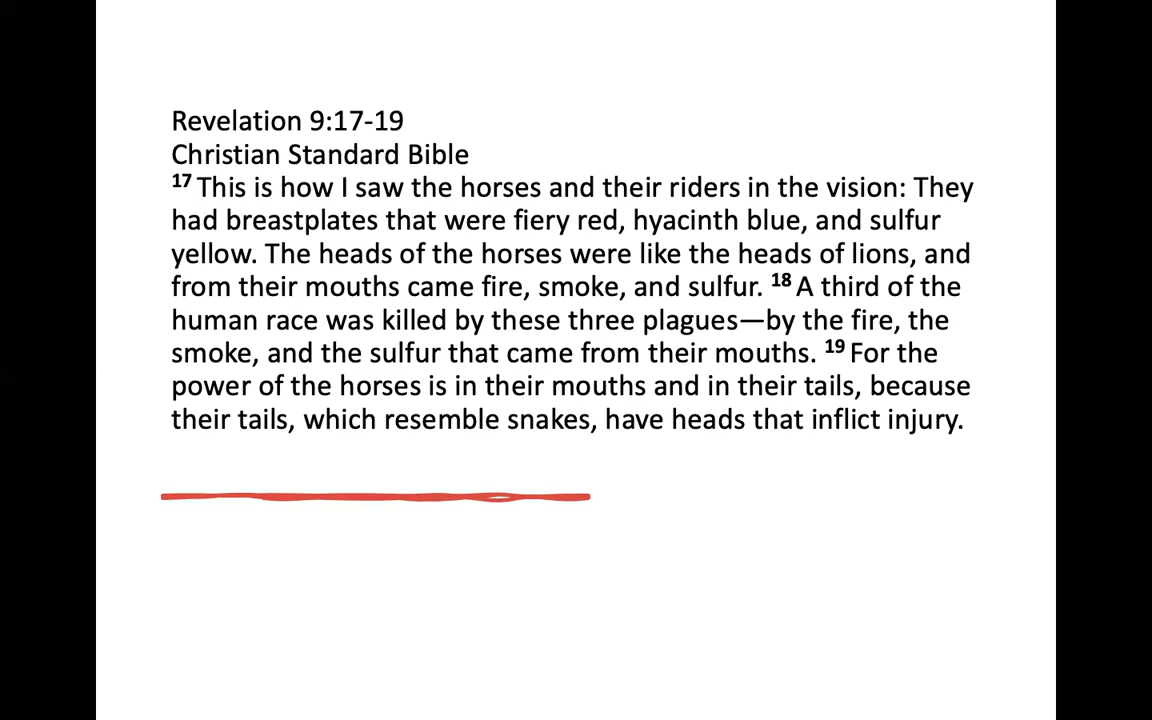 Revelation 9:17-19
Christian Standard Bible
17 This is how I saw the horses and their riders in the vision: They
had breastplates that were fiery red, hyacinth blue, and sulfur
yellow. The heads of the horses were like the heads of lions, and
from their mouths came fire, smoke, and sulfur. 18 A third of the
human race was killed by these three plagues—by the fire, the
smoke, and the sulfur that came from their mouths. 19 For the
power of the horses is in their mouths and in their tails, because
their tails, which resemble snakes, have heads that inflict injury.